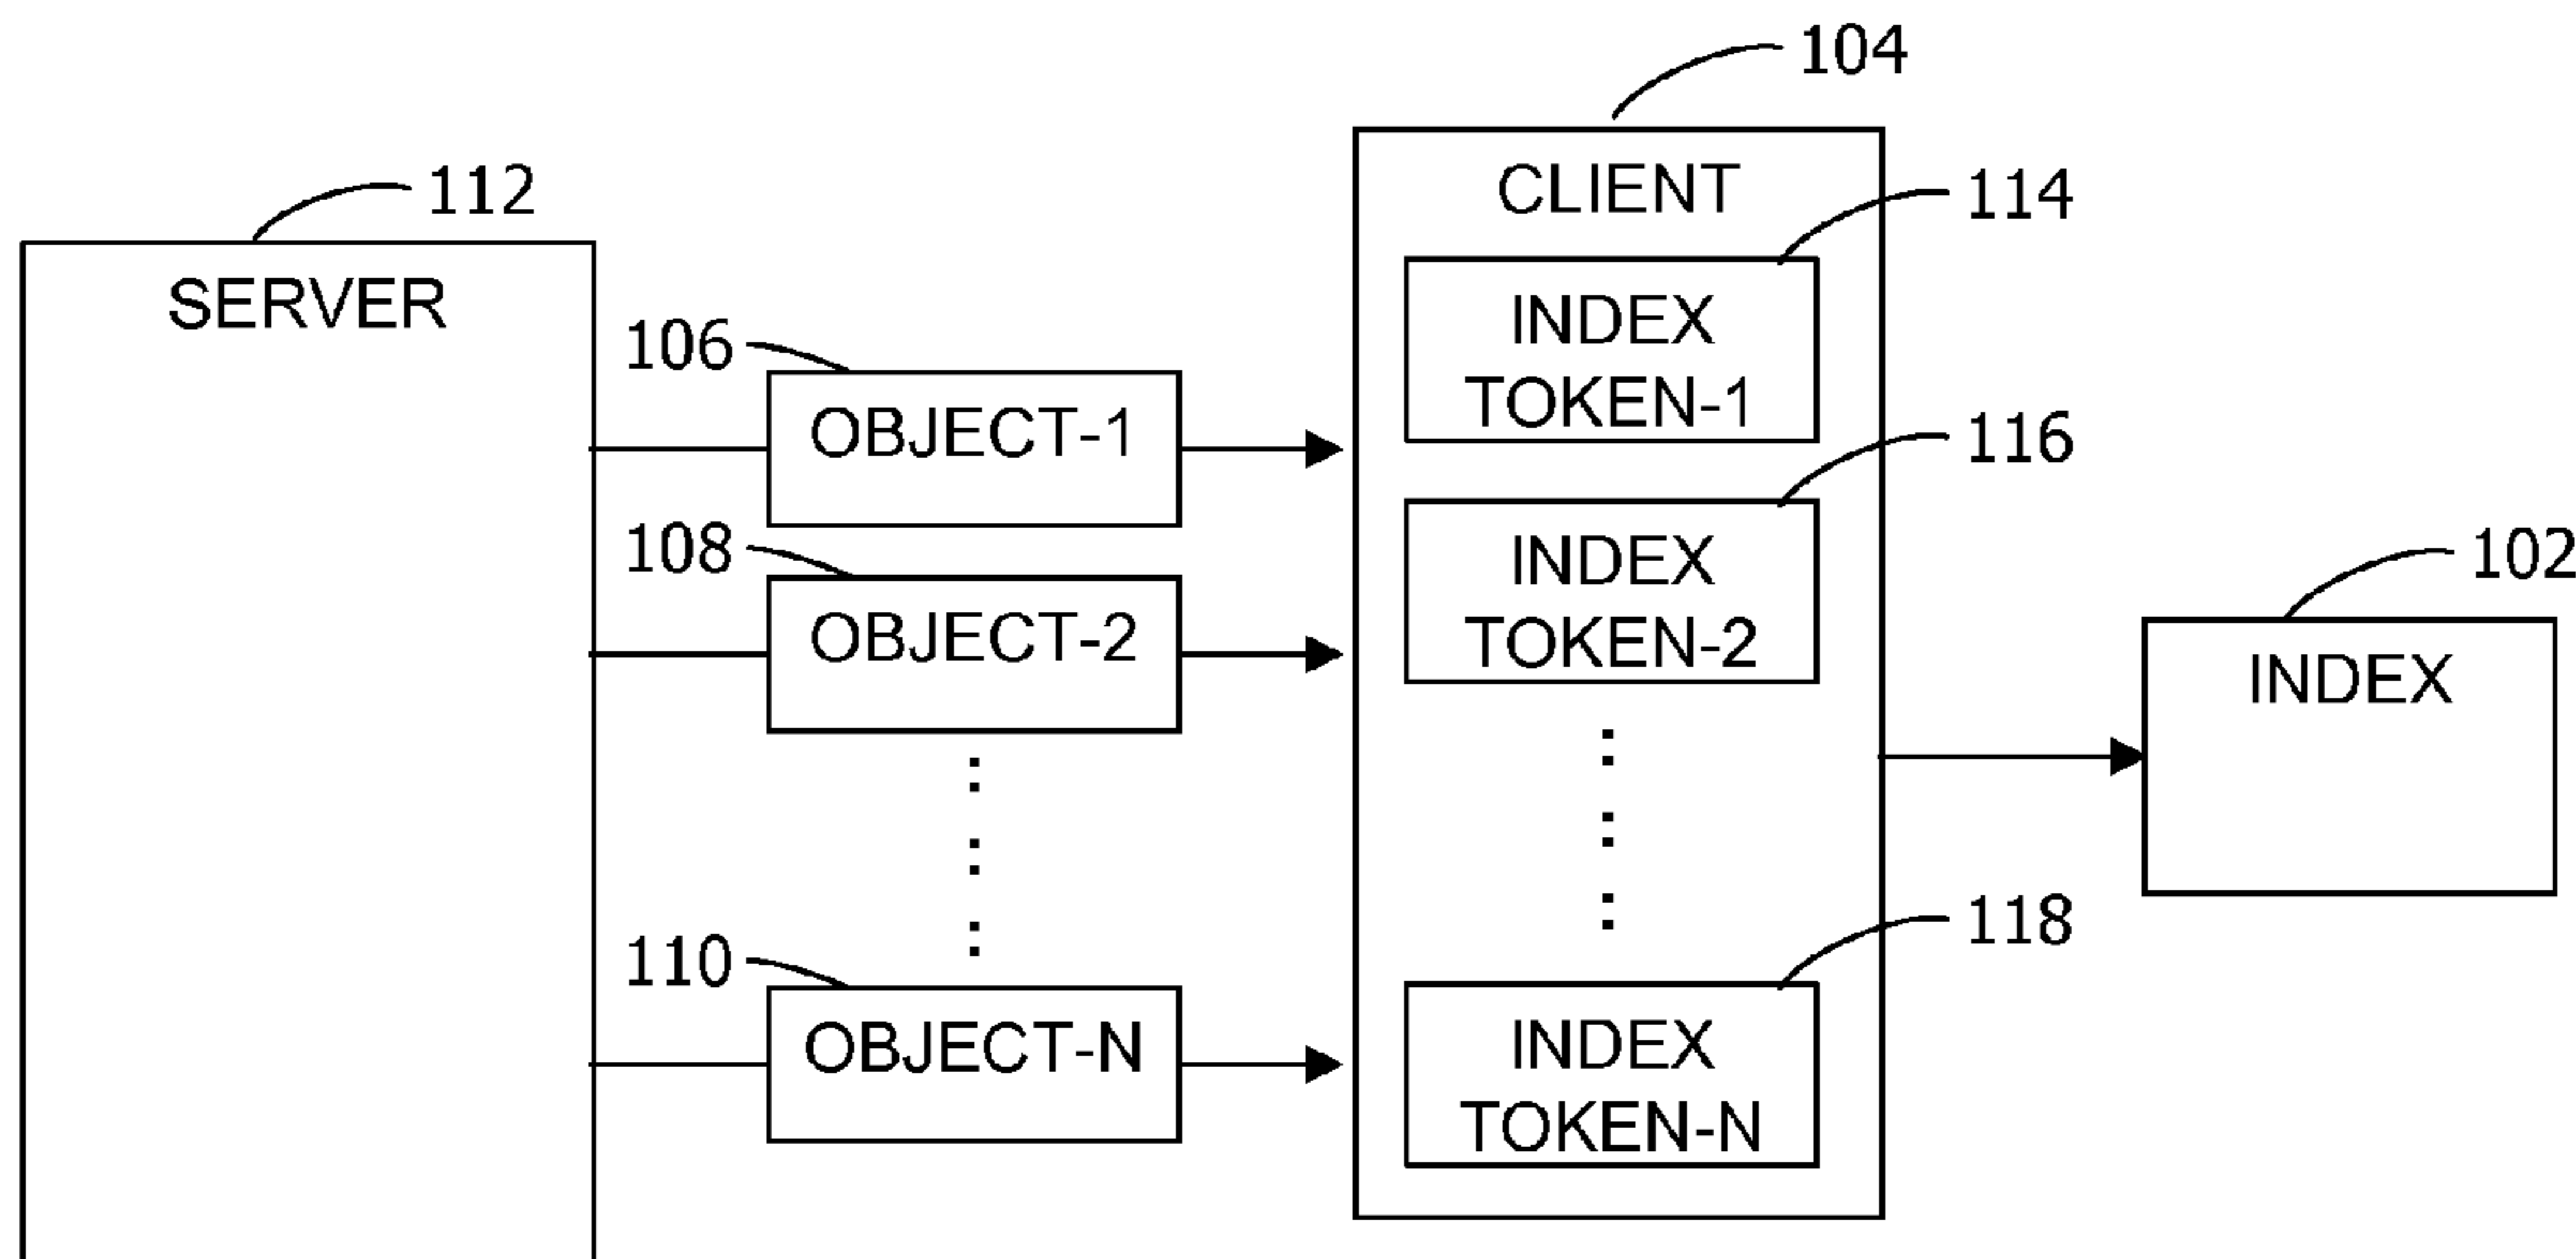 104
CLIENT
112
114
SERVER
INDEX
TOKEN-1
106
OBJECT-1
116
108
INDEX
TOKEN-2
OBJECT-2
102
INDEX
118
110
OBJECT-N
INDEX
TOKEN-N